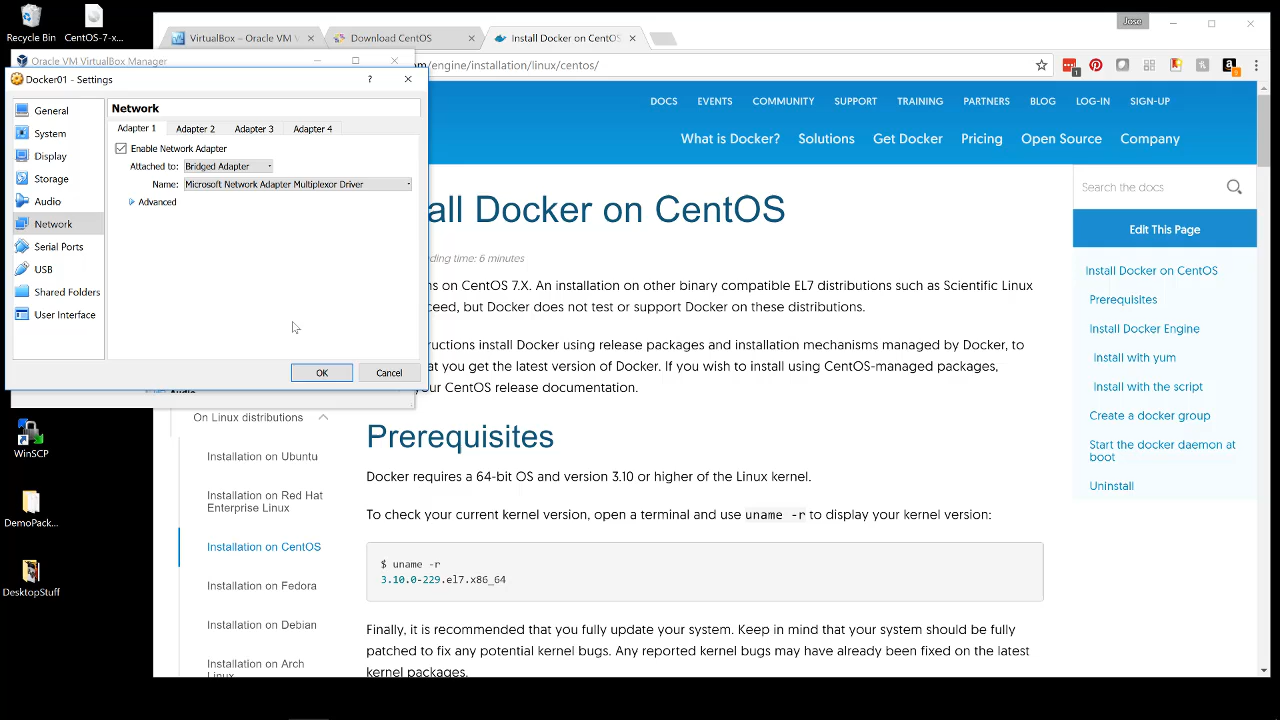 Recycle Bin
CentOS-7-x...
WinSCP
DemoPack...
DesktopStuff
Jose
VirtualBox – Oracle VM V
Download CentOS
Install Docker on CentOS
om/engine/installation/linux/centos/
Oracle VM VirtualBox Manager
Docker01 - Settings
?
General
System
Display
Storage
Audio
Network
Serial Ports
USB
Shared Folders
User Interface
Network
Adapter 1
Adapter 2
Adapter 3
Adapter 4
Enable Network Adapter
Attached to: Bridged Adapter
Name: Microsoft Network Adapter Multiplexor Driver
Advanced
OK
Cancel
Audio
DOCS EVENTS COMMUNITY SUPPORT TRAINING PARTNERS BLOG LOG-IN SIGN-UP
What is Docker? Solutions Get Docker Pricing Open Source Company
On Linux distributions
Installation on Ubuntu
Installation on Red Hat
Enterprise Linux
Installation on CentOS
Installation on Fedora
Installation on Debian
Installation on Arch
Linux
all Docker on CentOS
ding time: 6 minutes
ns on CentOS 7.X. An installation on other binary compatible EL7 distributions such as Scientific Linux
ceed, but Docker does not test or support Docker on these distributions.
tructions install Docker using release packages and installation mechanisms managed by Docker, to
at you get the latest version of Docker. If you wish to install using CentOS-managed packages,
ur CentOS release documentation.
Prerequisites
Docker requires a 64-bit OS and version 3.10 or higher of the Linux kernel.
To check your current kernel version, open a terminal and use uname -r to display your kernel version:
$ uname -r
3.10.0-229.el7.x86_64
Finally, it is recommended that you fully update your system. Keep in mind that your system should be fully
patched to fix any potential kernel bugs. Any reported kernel bugs may have already been fixed on the latest
kernel packages.
Search the docs
Edit This Page
Install Docker on CentOS
Prerequisites
Install Docker Engine
Install with yum
Install with the script
Create a docker group
Start the docker daemon at
boot
Uninstall